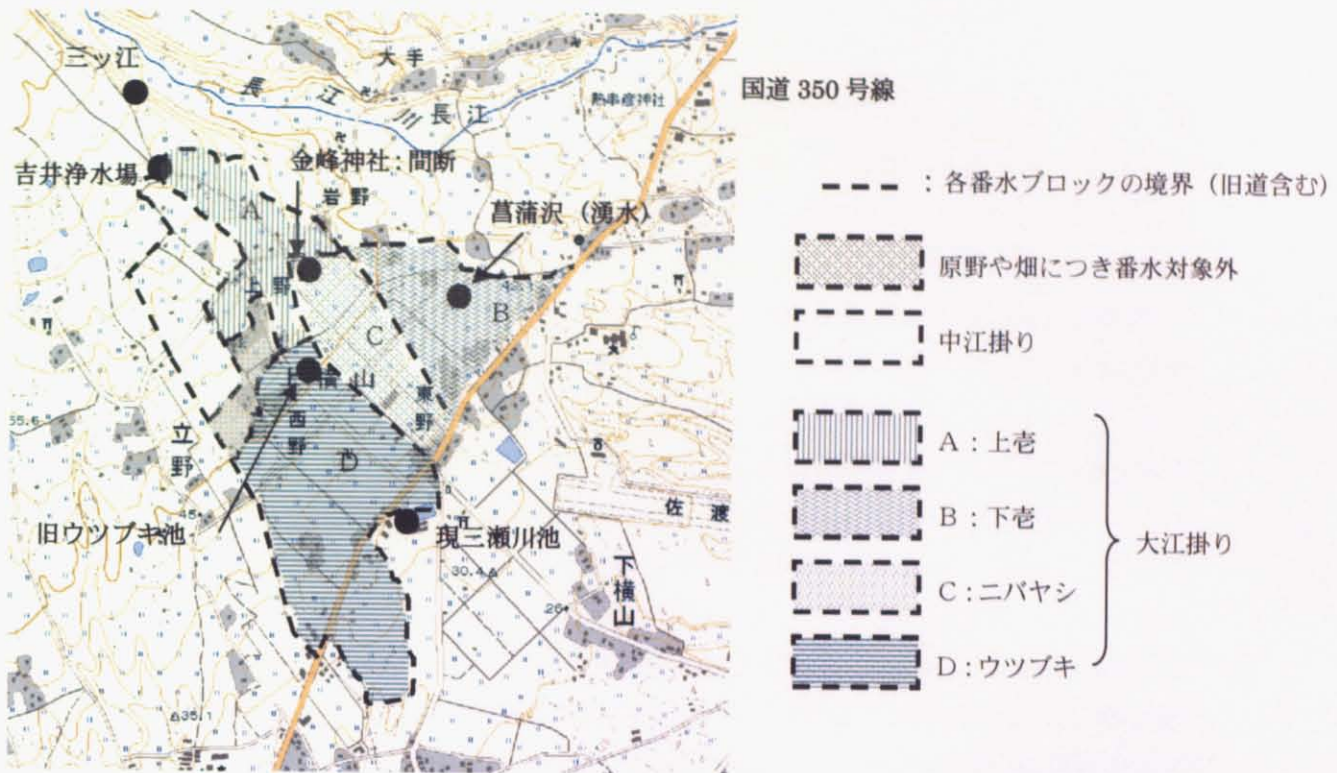 三ッ江
大手
長江川
長江
熱串彦神社
国道 350 号線
吉井浄水場
金峰神社：間断
岩野
菖蒲沢（湧水）
A
上野
B
C
上横山
東野
西野
D
55.6
立野
45
旧ウツブキ池
現三瀬川池
佐渡
30.4
26
下横山
35.1
：各番水ブロックの境界（旧道含む）
原野や畑につき番水対象外
中江掛り
A：上壱
B：下壱
C：ニバヤシ
D：ウツブキ
大江掛り